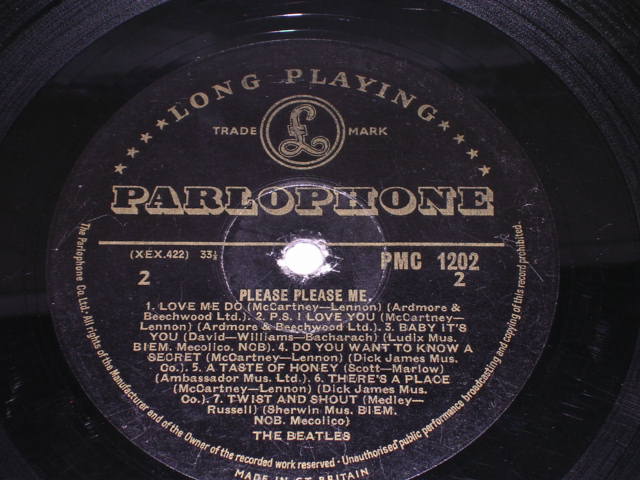 LONG PLAYING
TRADE £ MARK
PARLOPHONE
(XEX.422) 33⅓
PMC 1202
2
2
PLEASE PLEASE ME.
1. LOVE ME DO (McCartney—Lennon) (Ardmore &
Beechwood Ltd.). 2. P.S. I LOVE YOU (McCartney—
Lennon) (Ardmore & Beechwood Ltd.) 3. BABY IT'S
YOU (David—Williams—Bacharach) (Ludix Mus.
BIEM. Mecolico, NOB). 4. DO YOU WANT TO KNOW A
SECRET (McCartney—Lennon) (Dick James Mus.
Co.). 5. A TASTE OF HONEY (Scott—Marlow)
(Ambassador Mus. Ltd.). 6. THERE'S A PLACE
(McCartney—Lennon) (Dick James Mus.
Co.). 7. TWIST AND SHOUT (Medley—
Russell) (Sherwin Mus. BIEM.
NOB. Mecolico)
THE BEATLES
The Parlophone Co. Ltd. All rights of the Manufacturer and of the Owner of the recorded work reserved - Unauthorised public performance broadcasting and copying of this record prohibited.
MADE IN GT. BRITAIN